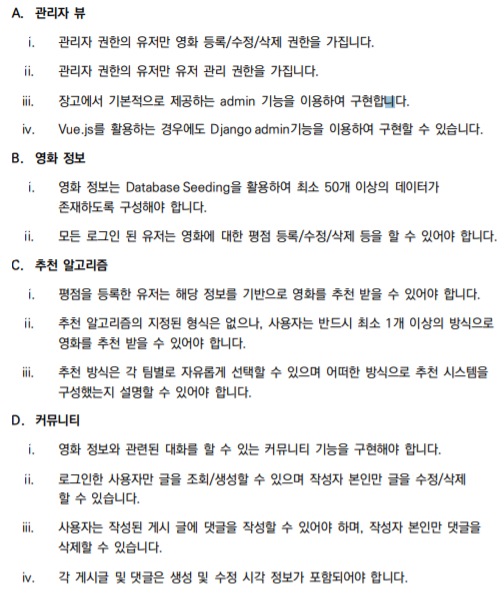 A. 관리자 뷰
i. 관리자 권한의 유저만 영화 등록/수정/삭제 권한을 가집니다.
ii. 관리자 권한의 유저만 유저 관리 권한을 가집니다.
iii. 장고에서 기본적으로 제공하는 admin 기능을 이용하여 구현합니다.
iv. Vue.js를 활용하는 경우에도 Django admin기능을 이용하여 구현할 수 있습니다.
B. 영화 정보
i. 영화 정보는 Database Seeding을 활용하여 최소 50개 이상의 데이터가
존재하도록 구성해야 합니다.
ii. 모든 로그인 된 유저는 영화에 대한 평점 등록/수정/삭제 등을 할 수 있어야 합니다.
C. 추천 알고리즘
i. 평점을 등록한 유저는 해당 정보를 기반으로 영화를 추천 받을 수 있어야 합니다.
ii. 추천 알고리즘의 지정된 형식은 없으나, 사용자는 반드시 최소 1개 이상의 방식으로
영화를 추천 받을 수 있어야 합니다.
iii. 추천 방식은 각 팀별로 자유롭게 선택할 수 있으며 어떠한 방식으로 추천 시스템을
구성했는지 설명할 수 있어야 합니다.
D. 커뮤니티
i. 영화 정보와 관련된 대화를 할 수 있는 커뮤니티 기능을 구현해야 합니다.
ii. 로그인한 사용자만 글을 조회/생성할 수 있으며 작성자 본인만 글을 수정/삭제
할 수 있습니다.
iii. 사용자는 작성된 게시 글에 댓글을 작성할 수 있어야 하며, 작성자 본인만 댓글을
삭제할 수 있습니다.
iv. 각 게시글 및 댓글은 생성 및 수정 시각 정보가 포함되어야 합니다.